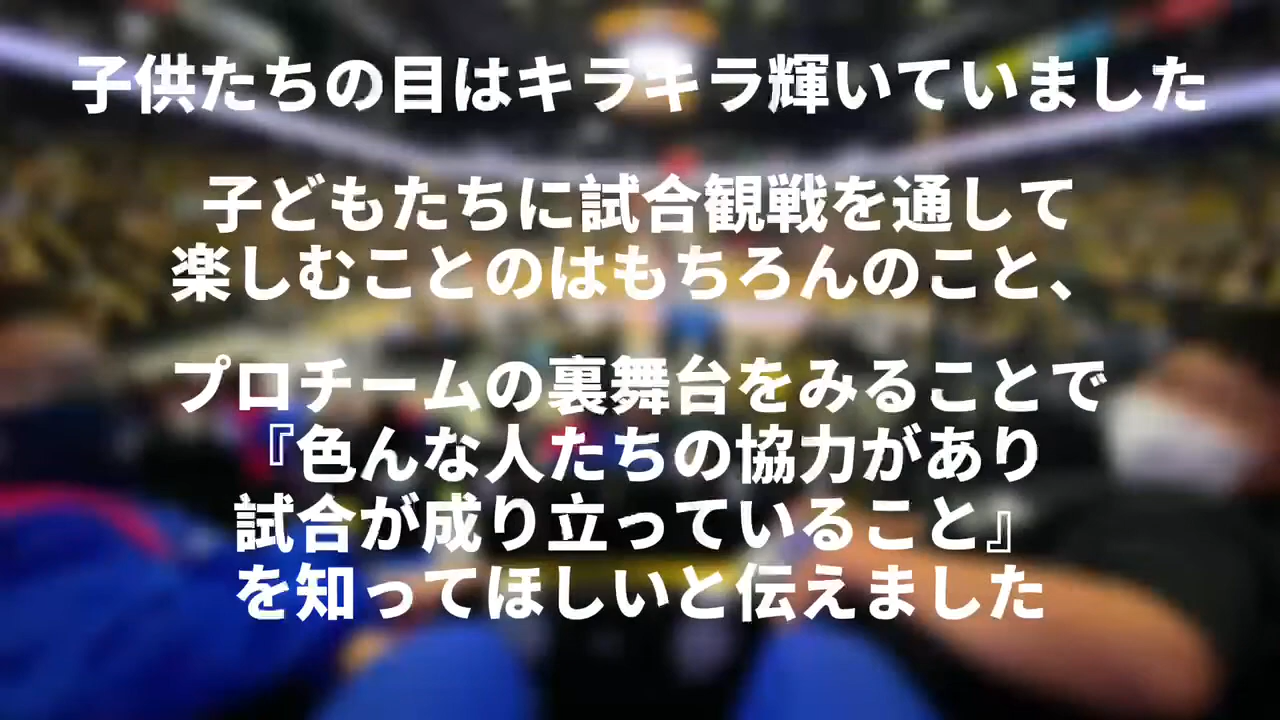 子供たちの目はキラキラ輝いていました
子どもたちに試合観戦を通して
楽しむことのはもちろんのこと、
プロチームの裏舞台をみることで
『色んな人たちの協力があり
試合が成り立っていること』
を知ってほしいと伝えました